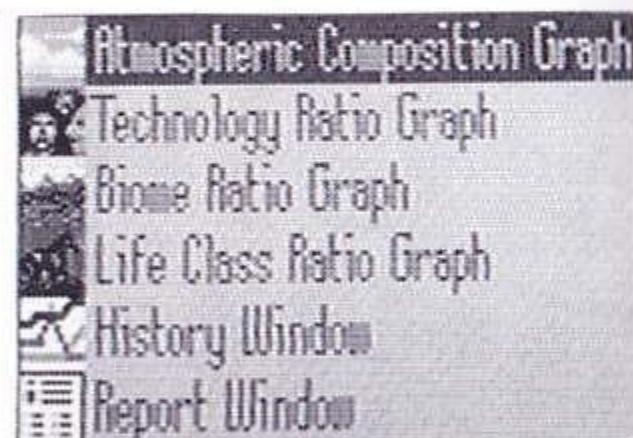 Atmospheric Composition Graph
Technology Ratio Graph
Biome Ratio Graph
Life Class Ratio Graph
History Window
Report Window